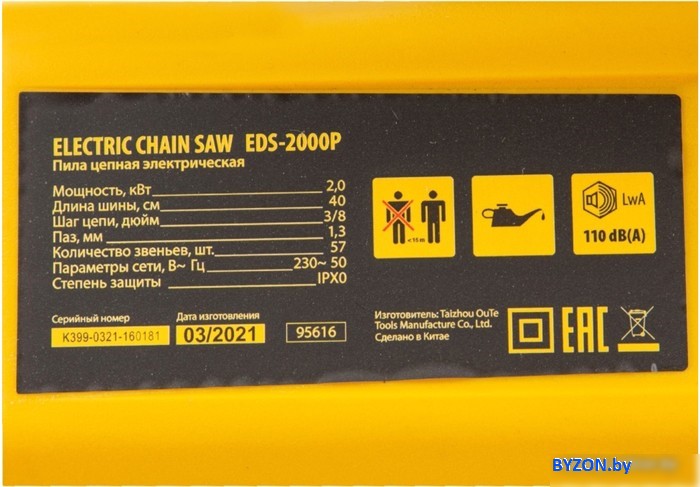 ELECTRIC CHAIN SAW EDS-2000P
Пила цепная электрическая
Мощность, кВт 2,0
Длина шины, см 40
Шаг цепи, дюйм 3/8
Паз, мм 1,3
Количество звеньев, шт. 57
Параметры сети, В~ Гц 230~ 50
Степень защиты IPX0
< 15 m
LwA
110 dB(A)
Серийный номер Дата изготовления
K399-0321-160181 03/2021 95616
Изготовитель: Taizhou OuTe
Tools Manufacture Co., Ltd.
Сделано в Китае
EAC
BYZON.by